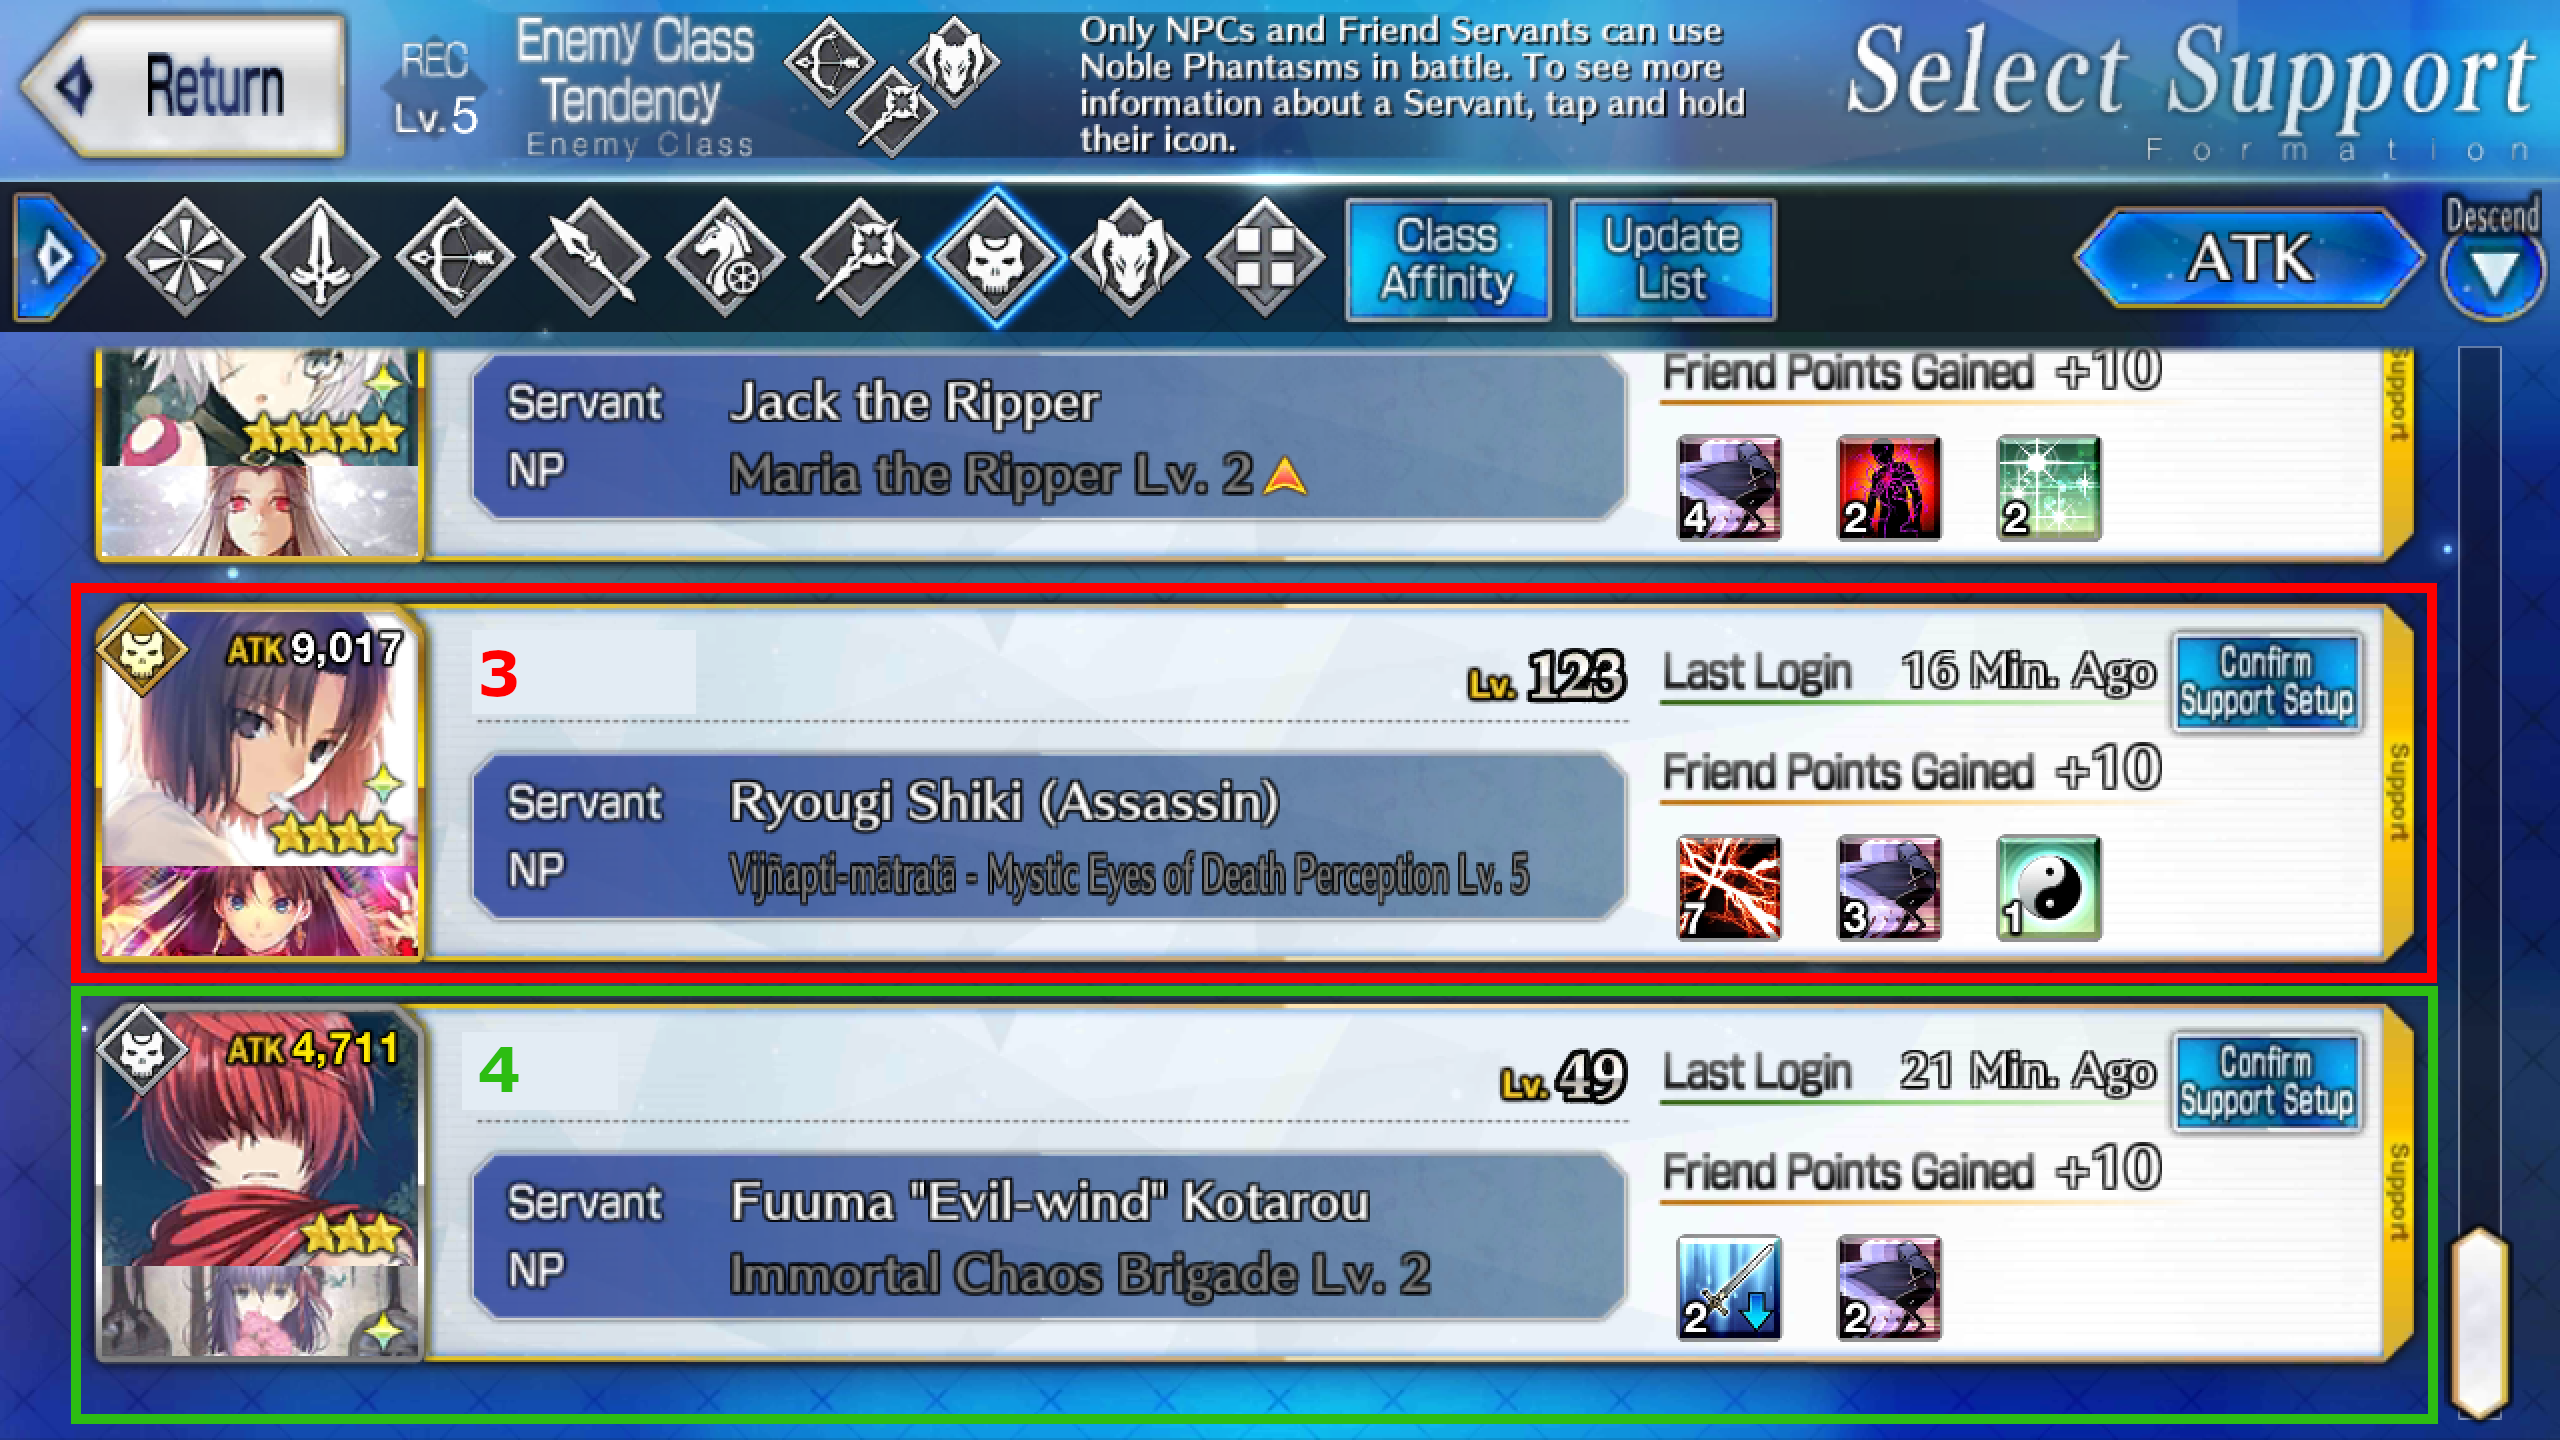 Return
REC
Lv. 5
Enemy Class
Tendency
Enemy Class
Only NPCs and Friend Servants can use
Noble Phantasms in battle. To see more
information about a Servant, tap and hold
their icon.
Select Support
Formation
Class
Affinity
Update
List
ATK
Descend
Servant Jack the Ripper
NP Maria the Ripper Lv. 2
Friend Points Gained +10
4 2 2
Support
ATK 9,017
3
Lv. 123
Last Login 16 Min. Ago
Confirm
Support Setup
Servant Ryougi Shiki (Assassin)
NP Vijñapti-mātratā - Mystic Eyes of Death Perception Lv. 5
Friend Points Gained +10
7 3 1
Support
ATK 4,711
4
Lv. 49
Last Login 21 Min. Ago
Confirm
Support Setup
Servant Fuuma "Evil-wind" Kotarou
NP Immortal Chaos Brigade Lv. 2
Friend Points Gained +10
2 2
Support